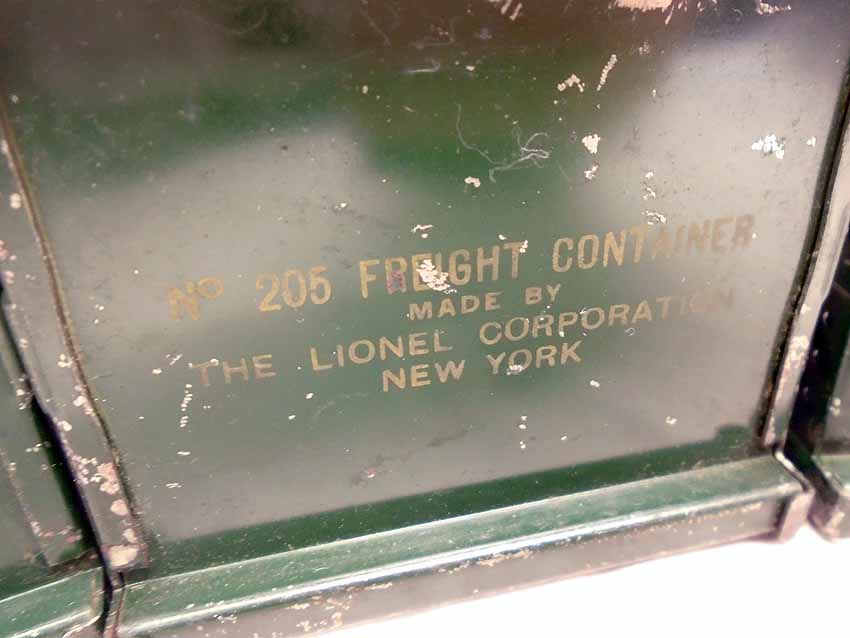 Nº 205 FREIGHT CONTAINER
MADE BY
THE LIONEL CORPORATION
NEW YORK